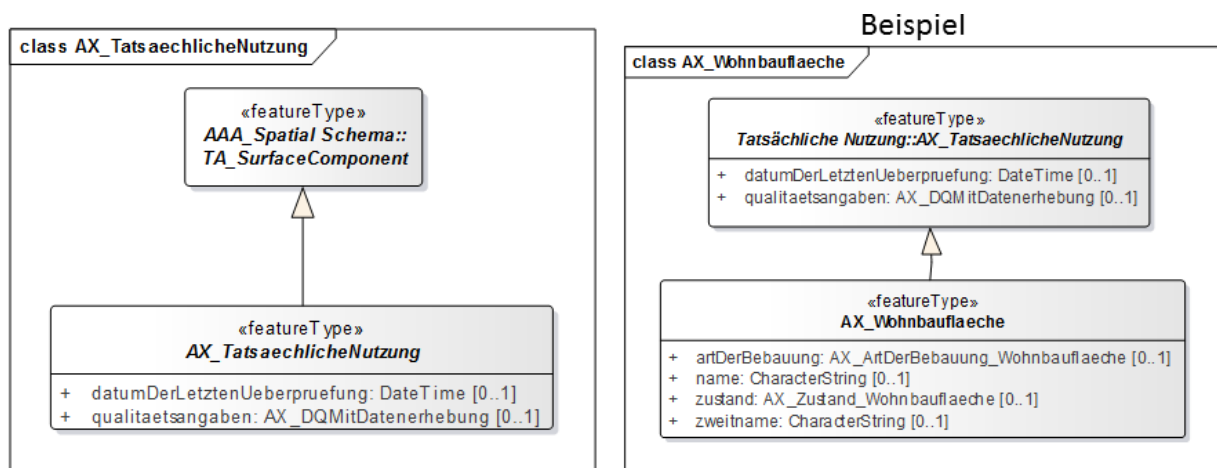 class AX_TatsaechlicheNutzung
«featureType»
AAA_Spatial Schema::
TA_SurfaceComponent
«featureType»
AX_TatsaechlicheNutzung
+ datumDerLetztenUeberpruefung: DateTime [0..1]
+ qualitaetsangaben: AX_DQMitDatenerhebung [0..1]
Beispiel
class AX_Wohnbauflaeche
«featureType»
Tatsächliche Nutzung::AX_TatsaechlicheNutzung
+ datumDerLetztenUeberpruefung: DateTime [0..1]
+ qualitaetsangaben: AX_DQMitDatenerhebung [0..1]
«featureType»
AX_Wohnbauflaeche
+ artDerBebauung: AX_ArtDerBebauung_Wohnbauflaeche [0..1]
+ name: CharacterString [0..1]
+ zustand: AX_Zustand_Wohnbauflaeche [0..1]
+ zweitname: CharacterString [0..1]